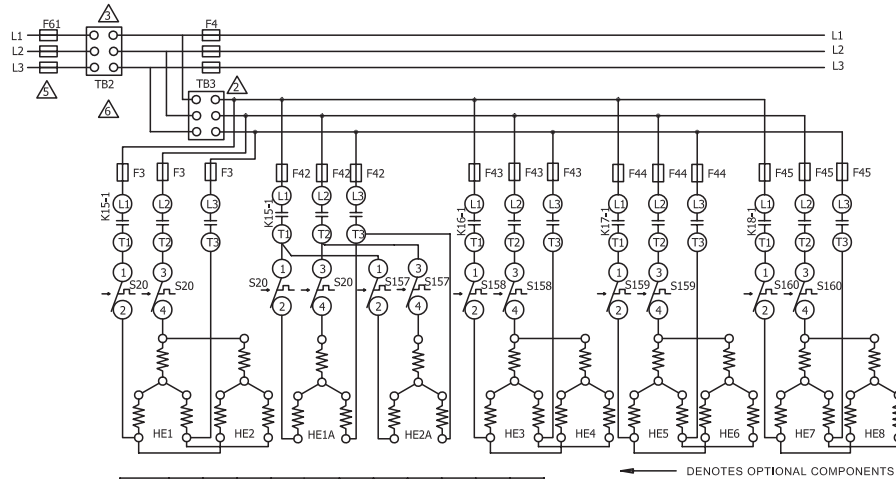 3
F61 F4
L1 L1
L2 L2
L3 L3
TB2 TB3 2
5 6
F3 F3 F3 F42 F42 F42 F43 F43 F43 F44 F44 F44 F45 F45 F45
K15-1 L1 L2 L3 K15-1 L1 L2 L3 K16-1 L1 L2 L3 K17-1 L1 L2 L3 K18-1 L1 L2 L3
T1 T2 T3 T1 T2 T3 T1 T2 T3 T1 T2 T3 T1 T2 T3
1 3 1 3 1 3 1 3 1 3 1 3
S20 S20 S20 S20 S157 S157 S158 S158 S159 S159 S160 S160
2 4 2 4 2 4 2 4 2 4 2 4
HE1 HE2 HE1A HE2A HE3 HE4 HE5 HE6 HE7 HE8
DENOTES OPTIONAL COMPONENTS